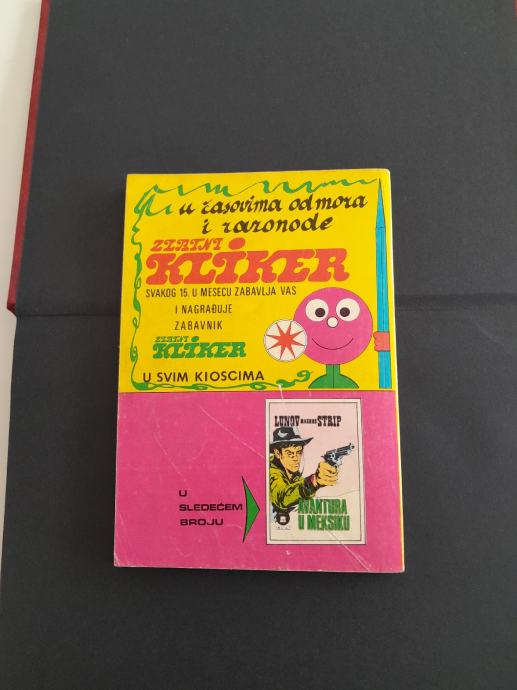 u časovima odmora
i razonode
ZLATNI
KLIKER
SVAKOG 15. U MESECU ZABAVLJA VAS
I NAGRAĐUJE
ZABAVNIK
ZLATNI
KLIKER
U SVIM KIOSCIMA
U
SLEDEĆEM
BROJU
LUNOV MAGNUS STRIP
AVANTURA
U MEKSIKU